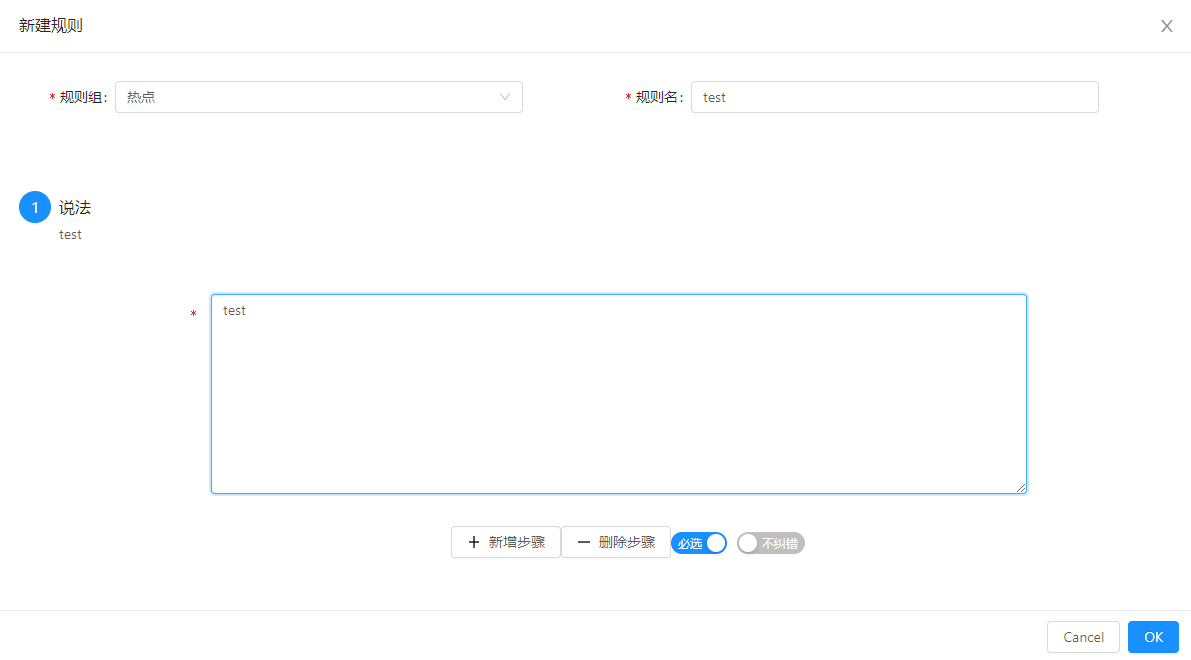 新建规则
* 规则组: 热点
* 规则名: test
1 说法
test
* test
新增步骤 删除步骤 必选 不纠错
Cancel OK